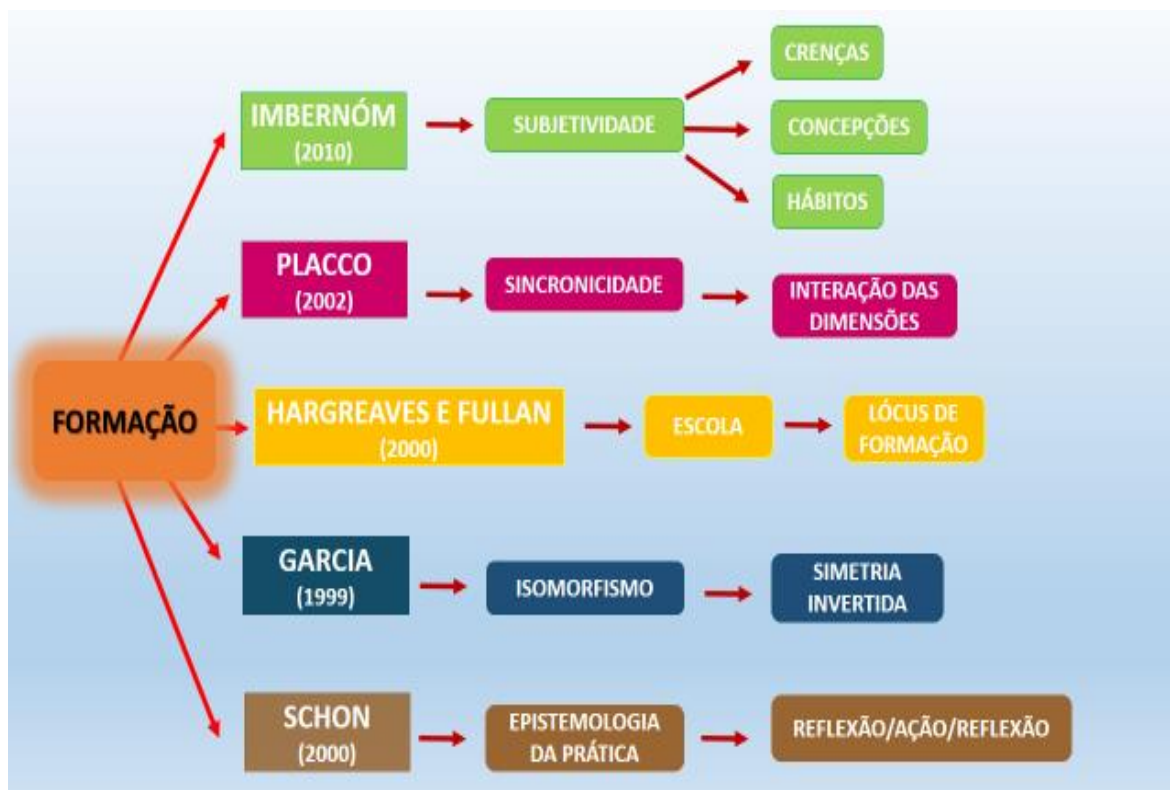 CRENÇAS
IMBERNÓM
(2010)
SUBJETIVIDADE
CONCEPÇÕES
HÁBITOS
PLACCO
(2002)
SINCRONICIDADE
INTERAÇÃO DAS
DIMENSÕES
FORMAÇÃO
HARGREAVES E FULLAN
(2000)
ESCOLA
LÓCUS DE
FORMAÇÃO
GARCIA
(1999)
ISOMORFISMO
SIMETRIA
INVERTIDA
SCHON
(2000)
EPISTEMOLOGIA
DA PRÁTICA
REFLEXÃO/AÇÃO/REFLEXÃO